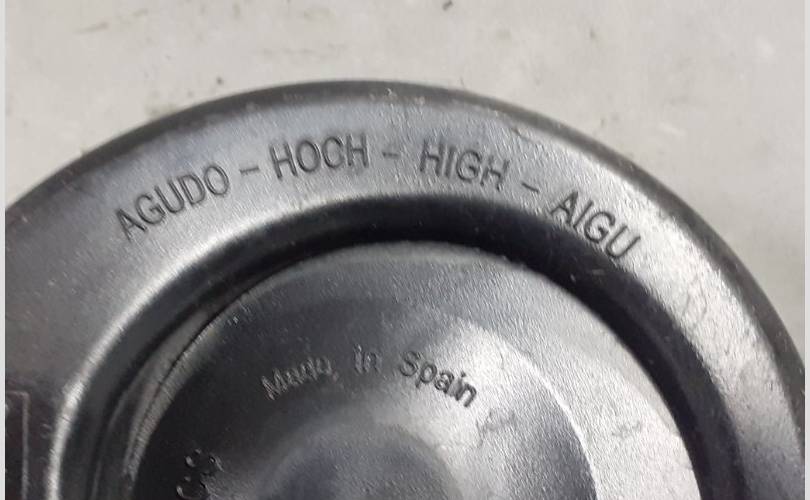 AGUDO - HOCH - HIGH - AIGU
Made in Spain